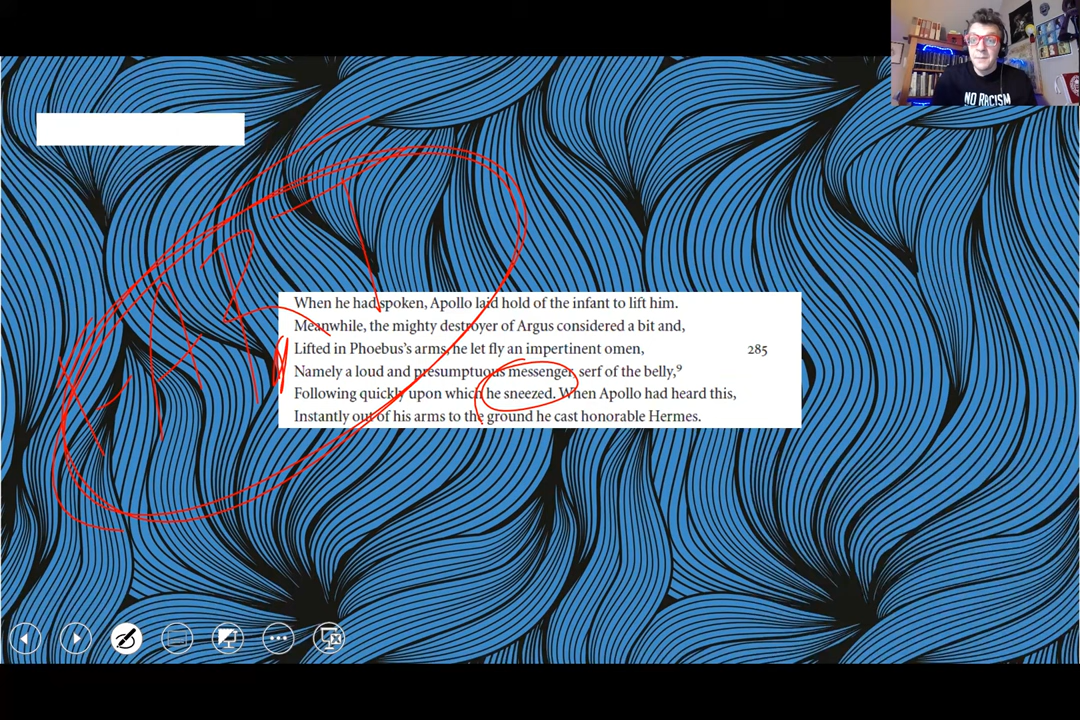 NO RACISM
FART
When he had spoken, Apollo laid hold of the infant to lift him.
Meanwhile, the mighty destroyer of Argus considered a bit and,
Lifted in Phoebus's arms, he let fly an impertinent omen, 285
Namely a loud and presumptuous messenger, serf of the belly,⁹
Following quickly upon which he sneezed. When Apollo had heard this,
Instantly out of his arms to the ground he cast honorable Hermes.